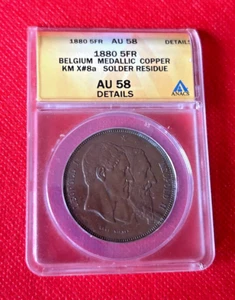 1880 5FR AU 58 DETAILS
1880 5FR
BELGIUM MEDALLIC COPPER
KM X#8a SOLDER RESIDUE
AU 58
DETAILS
ANACS